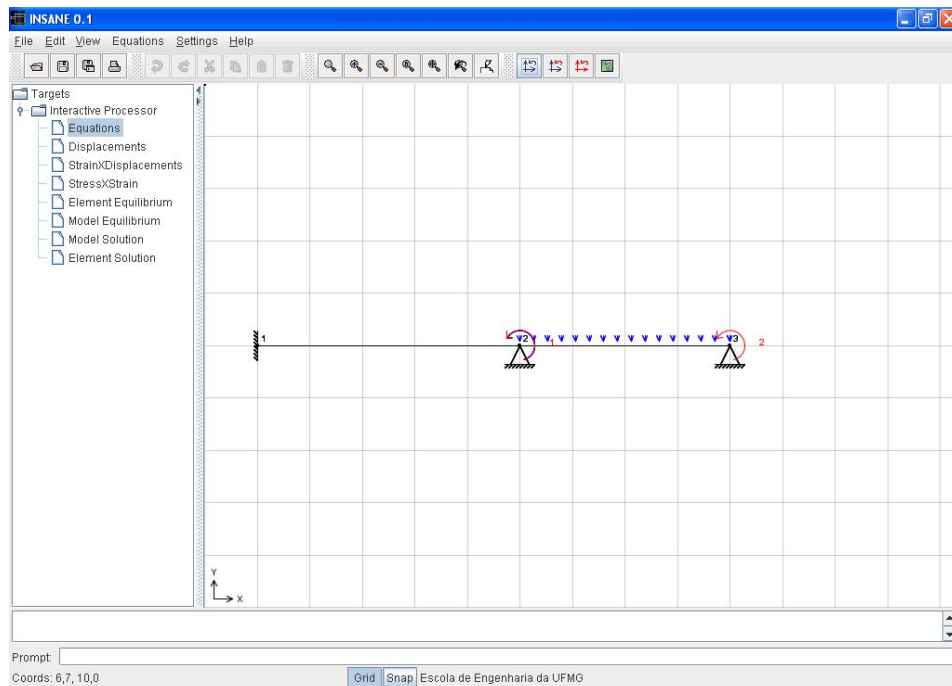 INSANE 0.1
File Edit View Equations Settings Help
Targets
Interactive Processor
Equations
Displacements
StrainXDisplacements
StressXStrain
Element Equilibrium
Model Equilibrium
Model Solution
Element Solution
1 2 1 3 2
Y
X
Prompt:
Coords: 6,7, 10,0 Grid Snap Escola de Engenharia da UFMG